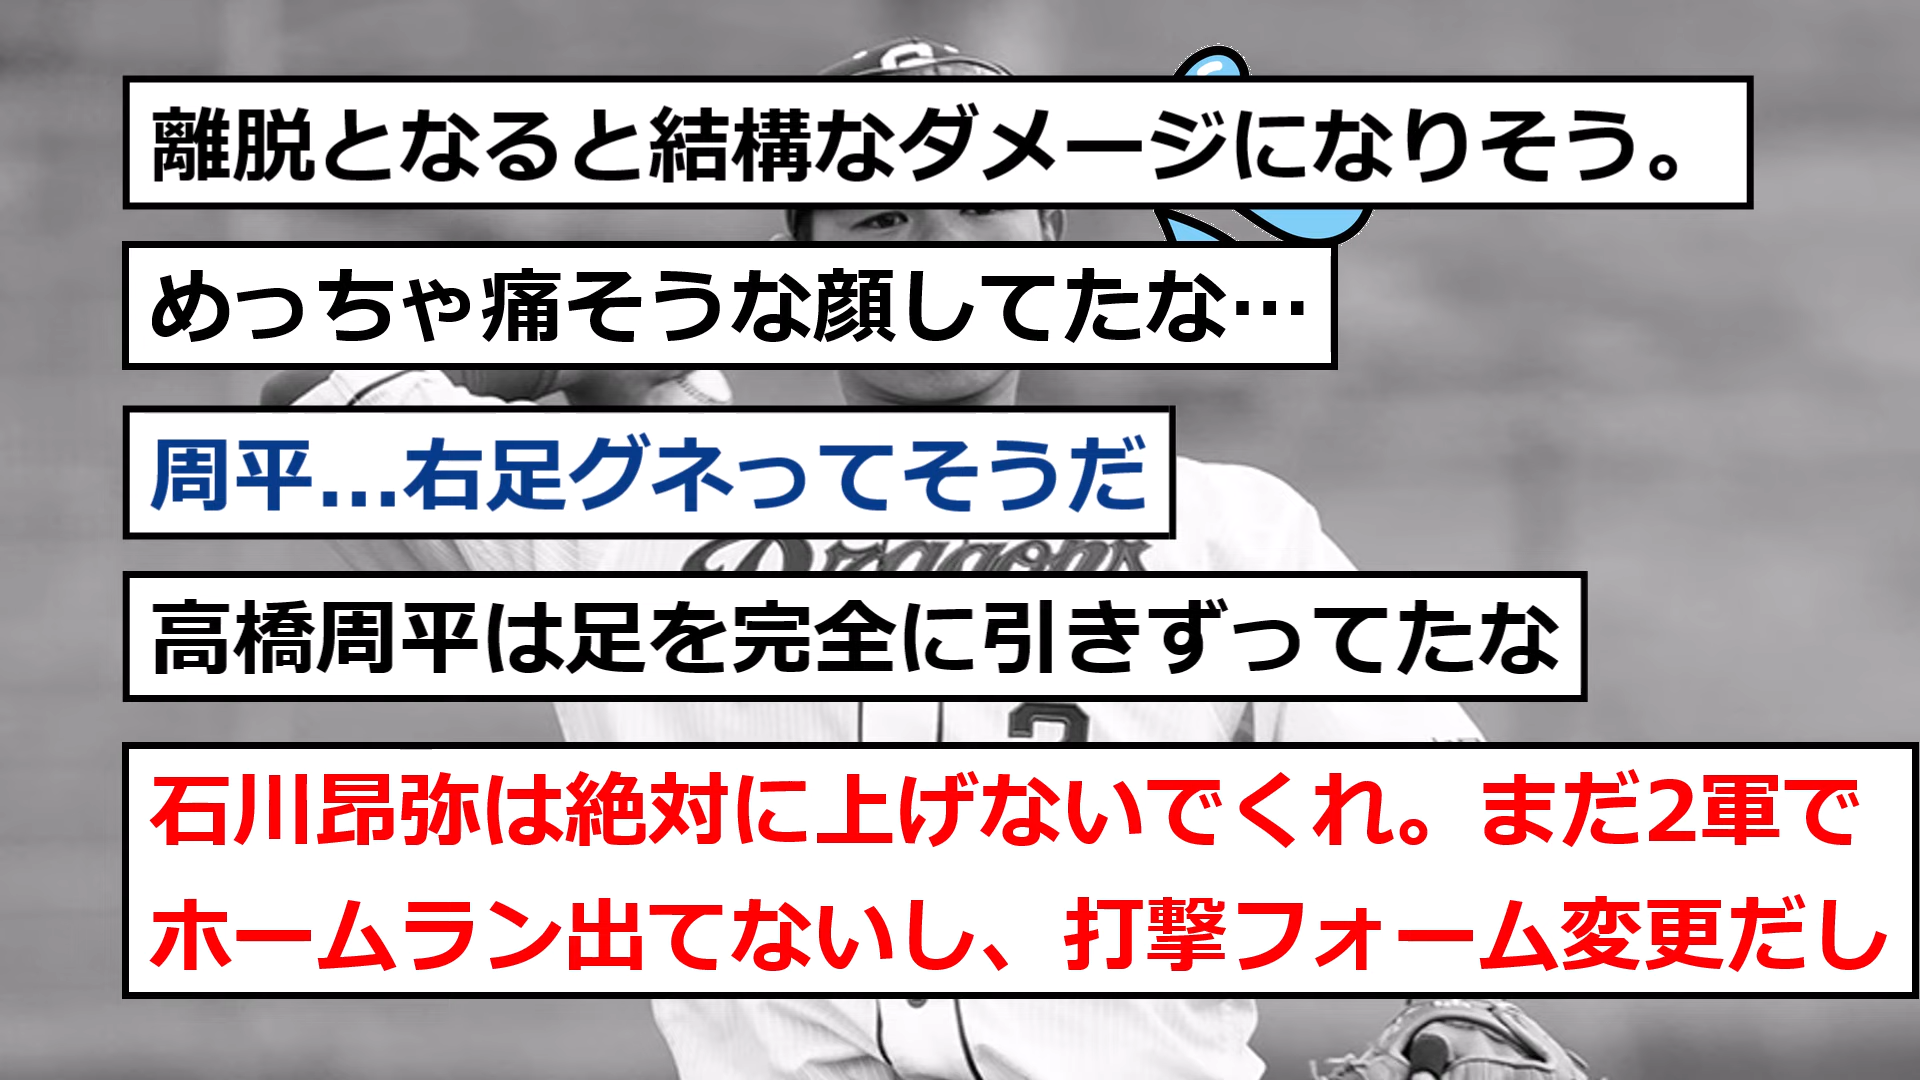 離脱となると結構なダメージになりそう。
めっちゃ痛そうな顔してたな…
周平...右足グネってそうだ
Dragons
高橋周平は足を完全に引きずってたな
石川昂弥は絶対に上げないでくれ。まだ2軍で
ホームラン出てないし、打撃フォーム変更だし